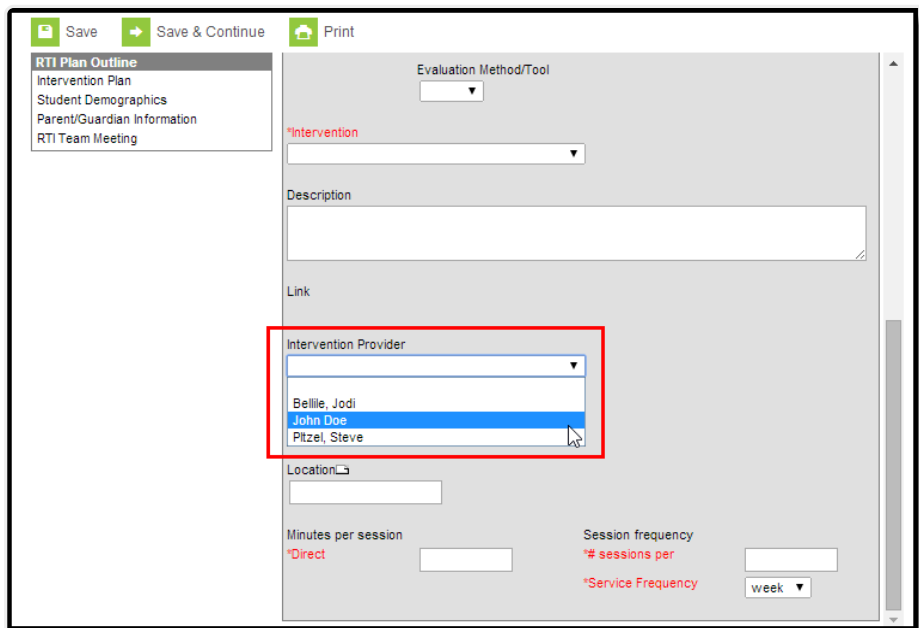 Save Save & Continue Print
RTI Plan Outline
Intervention Plan
Student Demographics
Parent/Guardian Information
RTI Team Meeting
Evaluation Method/Tool
*Intervention
Description
Link
Intervention Provider
Bellile, Jodi
John Doe
Pltzel, Steve
Location
Minutes per session Session frequency
*Direct *# sessions per
*Service Frequency week